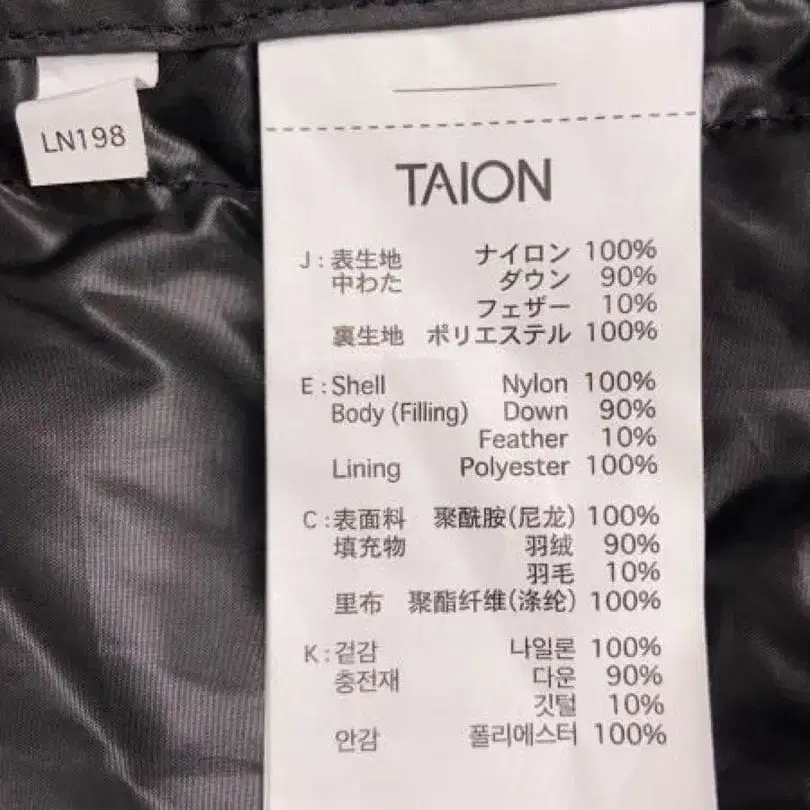 LN198
TAION
J : 表生地 ナイロン 100%
中わた ダウン 90%
フェザー 10%
裏生地 ポリエステル 100%
E : Shell Nylon 100%
Body (Filling) Down 90%
Feather 10%
Lining Polyester 100%
C : 表面料 聚酰胺(尼龙) 100%
填充物 羽绒 90%
羽毛 10%
里布 聚酯纤维(涤纶) 100%
K : 겉감 나일론 100%
충전재 다운 90%
깃털 10%
안감 폴리에스터 100%